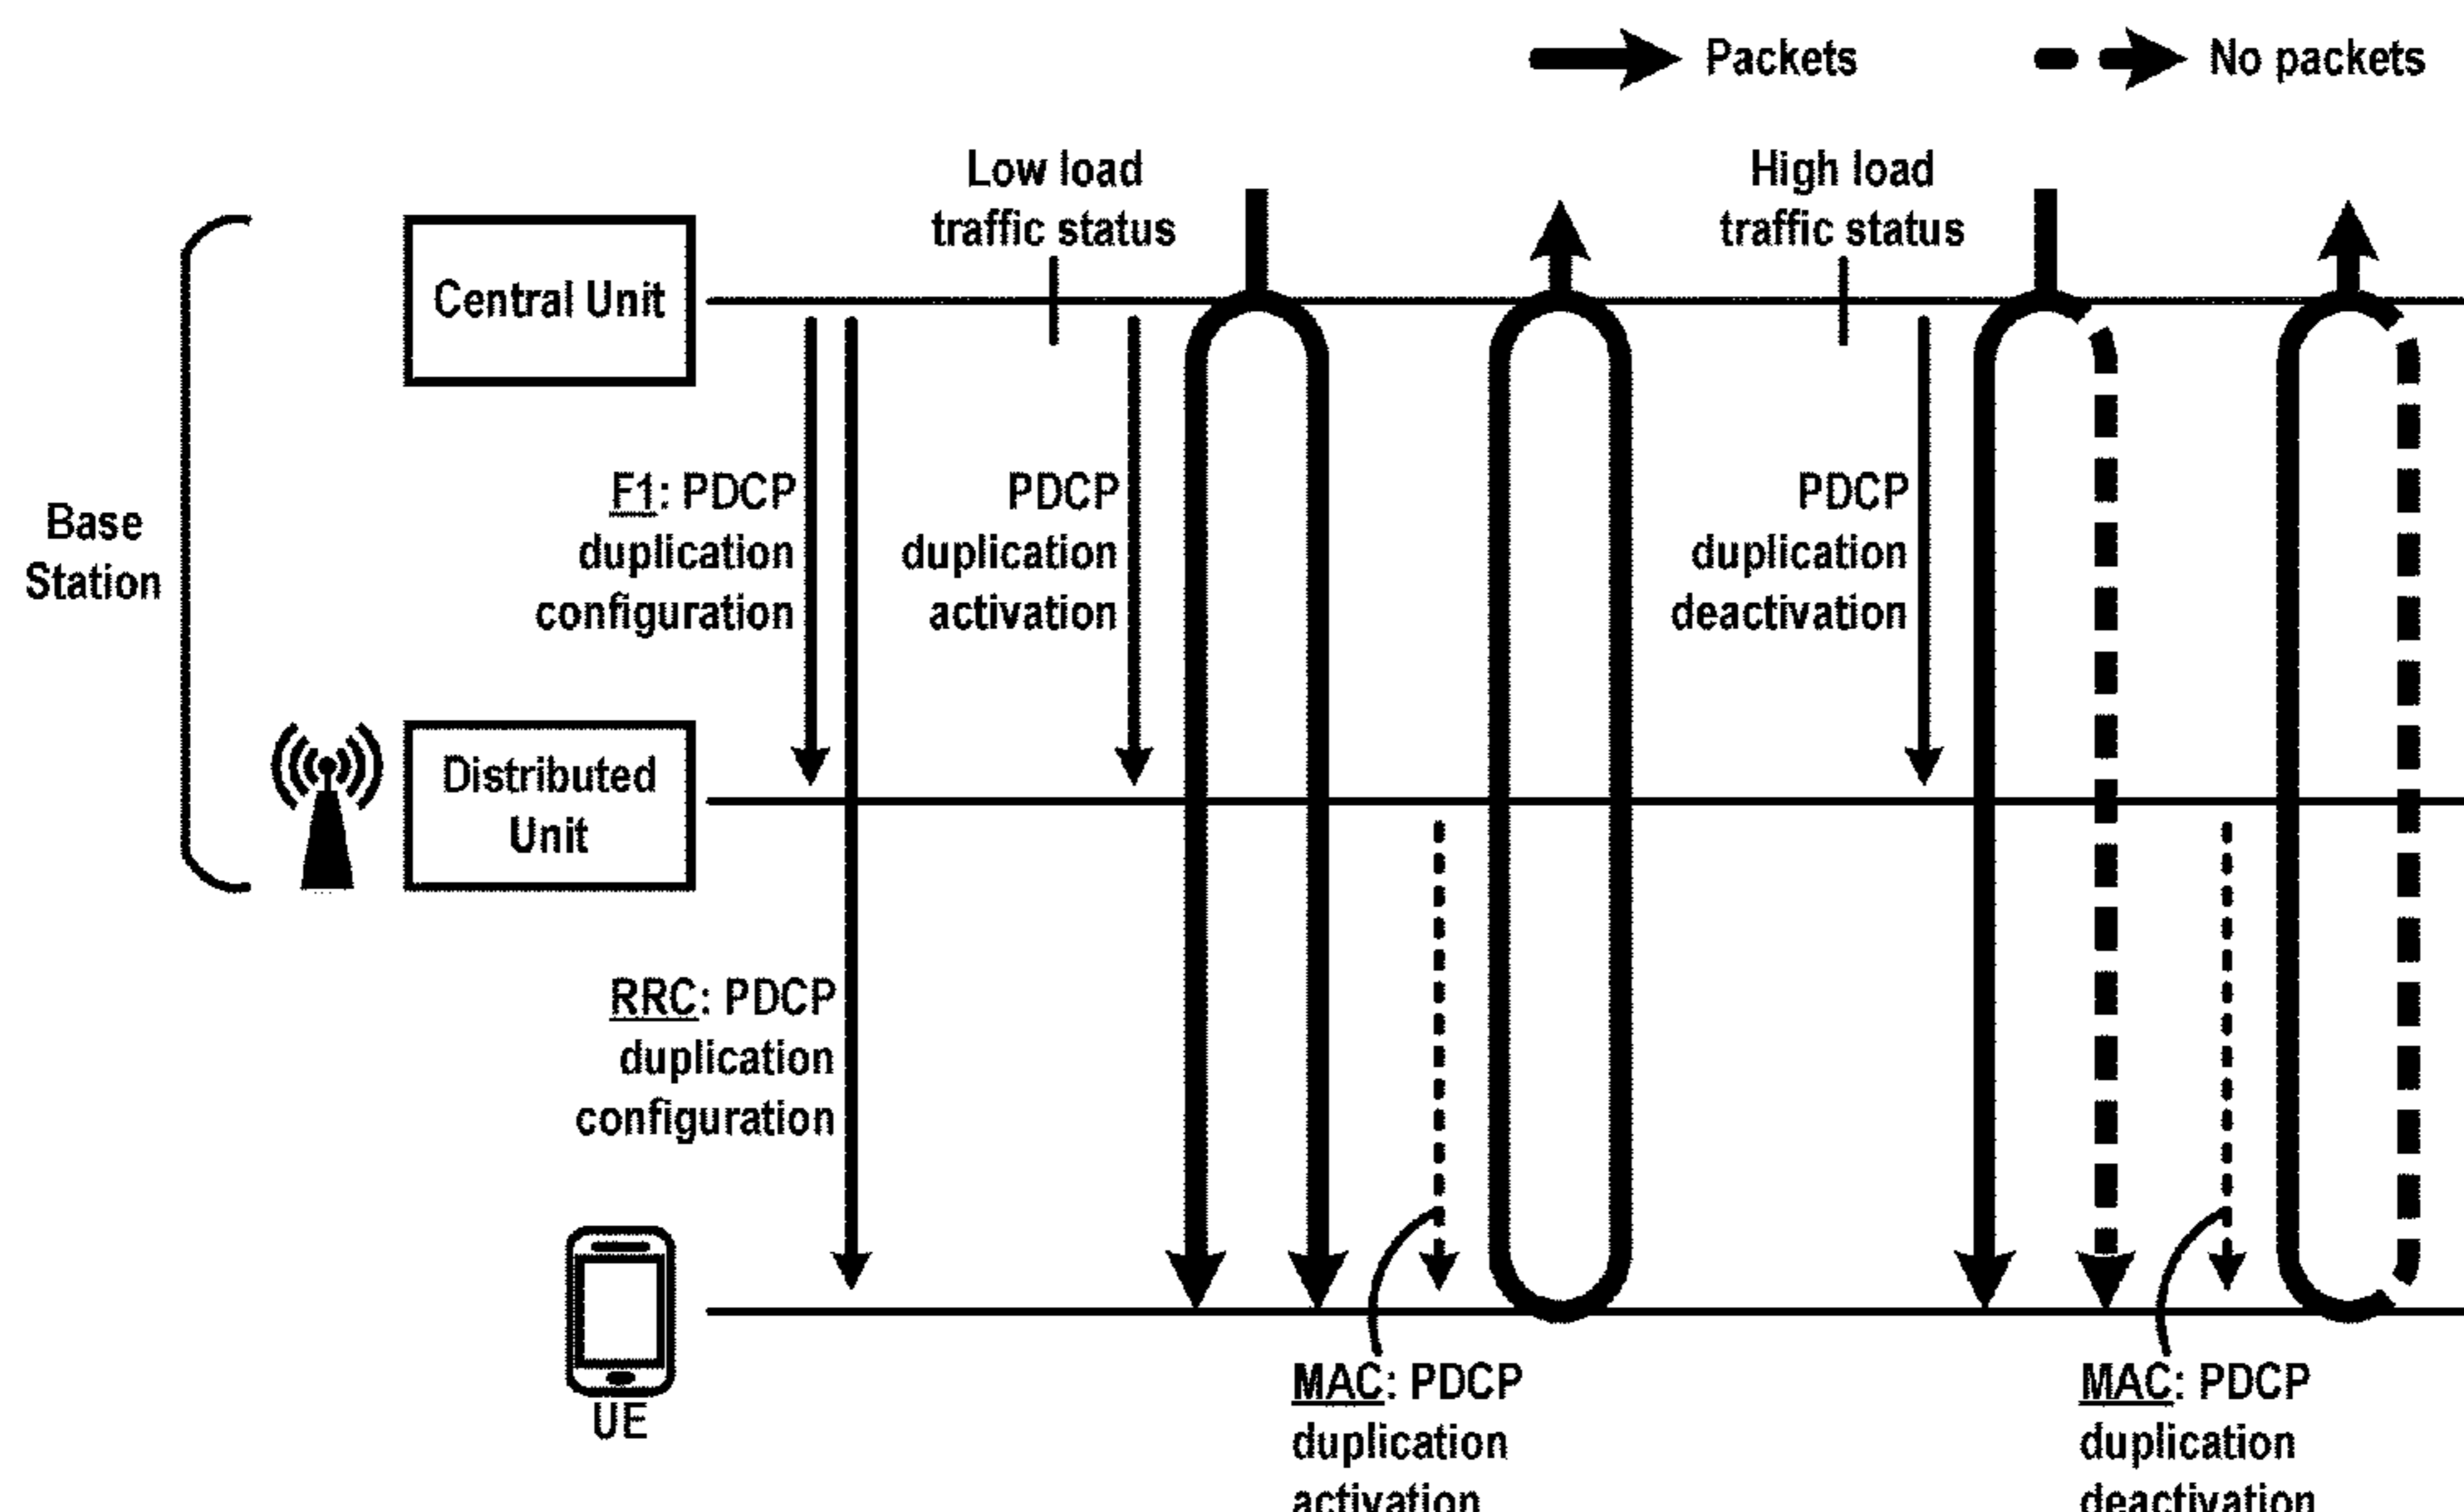 Packets
No packets
Low load
traffic status
High load
traffic status
Central Unit
Base
Station
F1: PDCP
duplication
configuration
PDCP
duplication
activation
PDCP
duplication
deactivation
Distributed
Unit
RRC: PDCP
duplication
configuration
UE
MAC: PDCP
duplication
activation
MAC: PDCP
duplication
deactivation